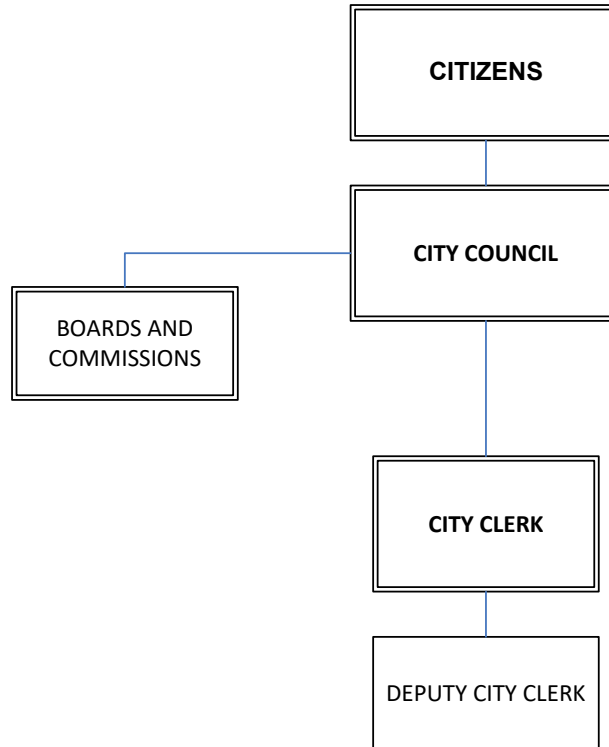 CITIZENS
CITY COUNCIL
BOARDS AND
COMMISSIONS
CITY CLERK
DEPUTY CITY CLERK